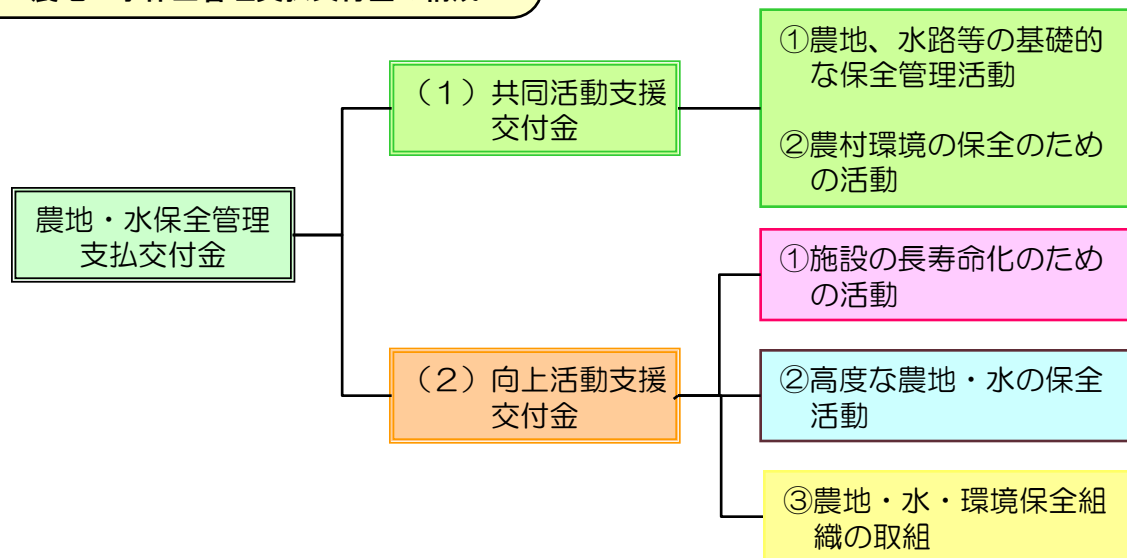 （１）共同活動支援
交付金
①農地、水路等の基礎的
な保全管理活動
②農村環境の保全のため
の活動
農地・水保全管理
支払交付金
（２）向上活動支援
交付金
①施設の長寿命化のため
の活動
②高度な農地・水の保全
活動
③農地・水・環境保全組
織の取組